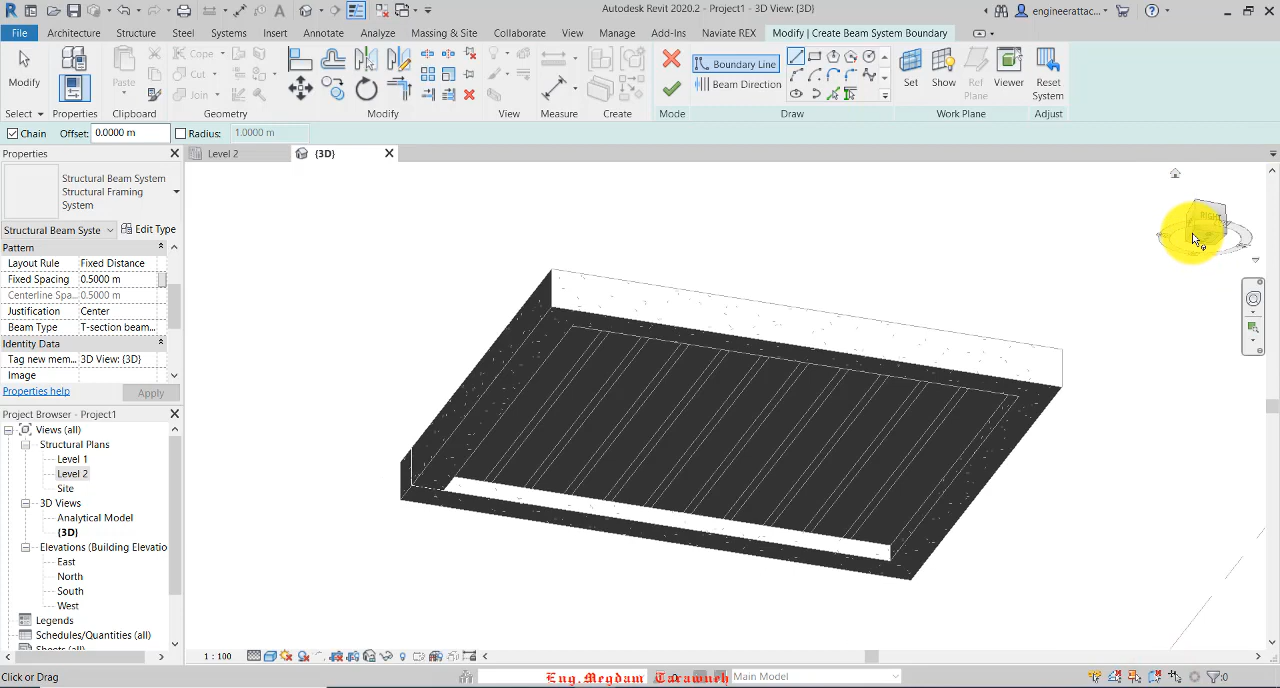 Autodesk Revit 2020.2 - Project1 - 3D View: {3D}
engineerattac...
File
Architecture
Structure
Steel
Systems
Insert
Annotate
Analyze
Massing & Site
Collaborate
View
Manage
Add-Ins
Navate REX
Modify | Create Beam System Boundary
Modify
Paste
Cope
Cut
Join
Boundary Line
Beam Direction
Set
Show
Ref Plane
Viewer
Reset System
Select
Properties
Clipboard
Geometry
Modify
View
Measure
Create
Mode
Draw
Work Plane
Adjust
Chain
Offset:
0.0000 m
Radius:
1.0000 m
Properties
Level 2
{3D}
Structural Beam System
Structural Framing System
Structural Beam Syste
Edit Type
Pattern
Layout Rule
Fixed Distance
Fixed Spacing
0.5000 m
Centerline Spa...
0.5000 m
Justification
Center
Beam Type
T-section beam...
Identity Data
Tag new mem...
3D View: {3D}
Image
Properties help
Apply
RIGHT
Project Browser - Project1
Views (all)
Structural Plans
Level 1
Level 2
Site
3D Views
Analytical Model
{3D}
Elevations (Building Elevatio
East
North
South
West
Legends
Schedules/Quantities (all)
Sheets (all)
1 : 100
Click or Drag
Eng.Megdam Tarawneh
Main Model
:0